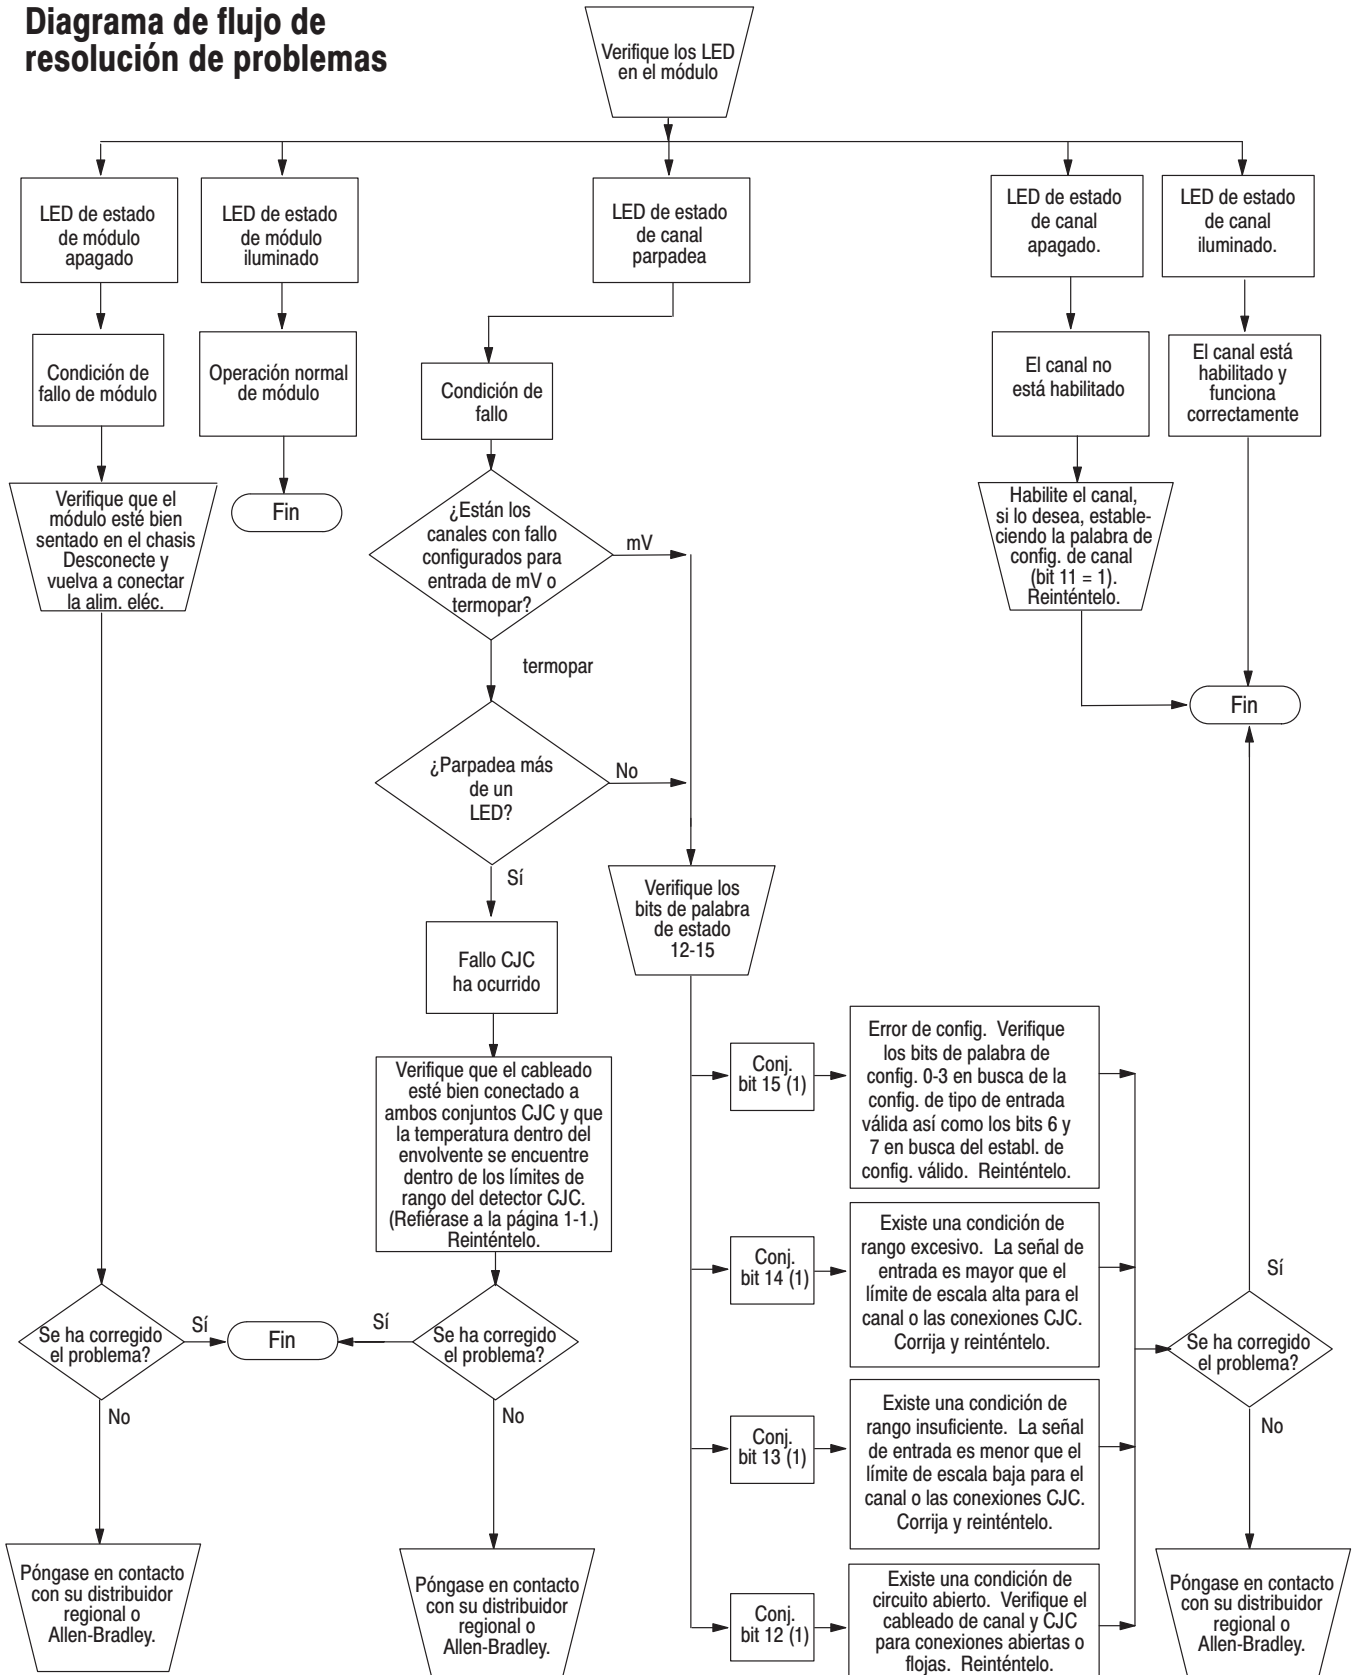 Diagrama de flujo de
resolución de problemas
Verifique los LED
en el módulo
LED de estado
de módulo
apagado
LED de estado
de módulo
iluminado
LED de estado
de canal
parpadea
LED de estado
de canal
apagado.
LED de estado
de canal
iluminado.
Condición de
fallo de módulo
Operación normal
de módulo
Condición de
fallo
El canal no
está habilitado
El canal está
habilitado y
funciona
correctamente
Verifique que el
módulo esté bien
sentado en el chasis
Desconecte y
vuelva a conectar
la alim. eléc.
Fin
¿Están los
canales con fallo
configurados para
entrada de mV o
termopar?
mV
termopar
Habilite el canal,
si lo desea, estable-
ciendo la palabra de
config. de canal
(bit 11 = 1).
Reinténtelo.
Fin
¿Parpadea más
de un
LED?
No
Sí
Verifique los
bits de palabra
de estado
12-15
Fallo CJC
ha ocurrido
Verifique que el cableado
esté bien conectado a
ambos conjuntos CJC y que
la temperatura dentro del
envolvente se encuentre
dentro de los límites de
rango del detector CJC.
(Refiérase a la página 1-1.)
Reinténtelo.
Conj.
bit 15 (1)
Error de config. Verifique
los bits de palabra de
config. 0-3 en busca de la
config. de tipo de entrada
válida así como los bits 6 y
7 en busca del establ. de
config. válido. Reinténtelo.
Conj.
bit 14 (1)
Existe una condición de
rango excesivo. La señal de
entrada es mayor que el
límite de escala alta para el
canal o las conexiones CJC.
Corrija y reinténtelo.
Sí
Se ha corregido
el problema?
Sí
Fin
Sí
Se ha corregido
el problema?
Se ha corregido
el problema?
No
No
No
Conj.
bit 13 (1)
Existe una condición de
rango insuficiente. La señal
de entrada es menor que el
límite de escala baja para el
canal o las conexiones CJC.
Corrija y reinténtelo.
Póngase en contacto
con su distribuidor
regional o
Allen-Bradley.
Póngase en contacto
con su distribuidor
regional o
Allen-Bradley.
Conj.
bit 12 (1)
Existe una condición de
circuito abierto. Verifique el
cableado de canal y CJC
para conexiones abiertas o
flojas. Reinténtelo.
Póngase en contacto
con su distribuidor
regional o
Allen-Bradley.